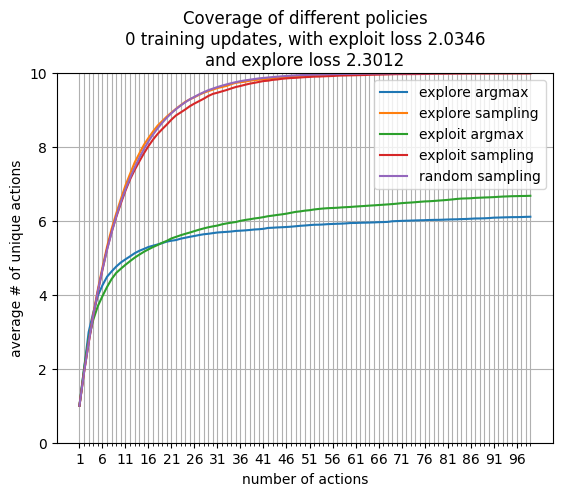 Coverage of different policies
0 training updates, with exploit loss 2.0346
and explore loss 2.3012
10
8
6
4
2
0
average # of unique actions
explore argmax
explore sampling
exploit argmax
exploit sampling
random sampling
1 6 11 16 21 26 31 36 41 46 51 56 61 66 71 76 81 86 91 96
number of actions